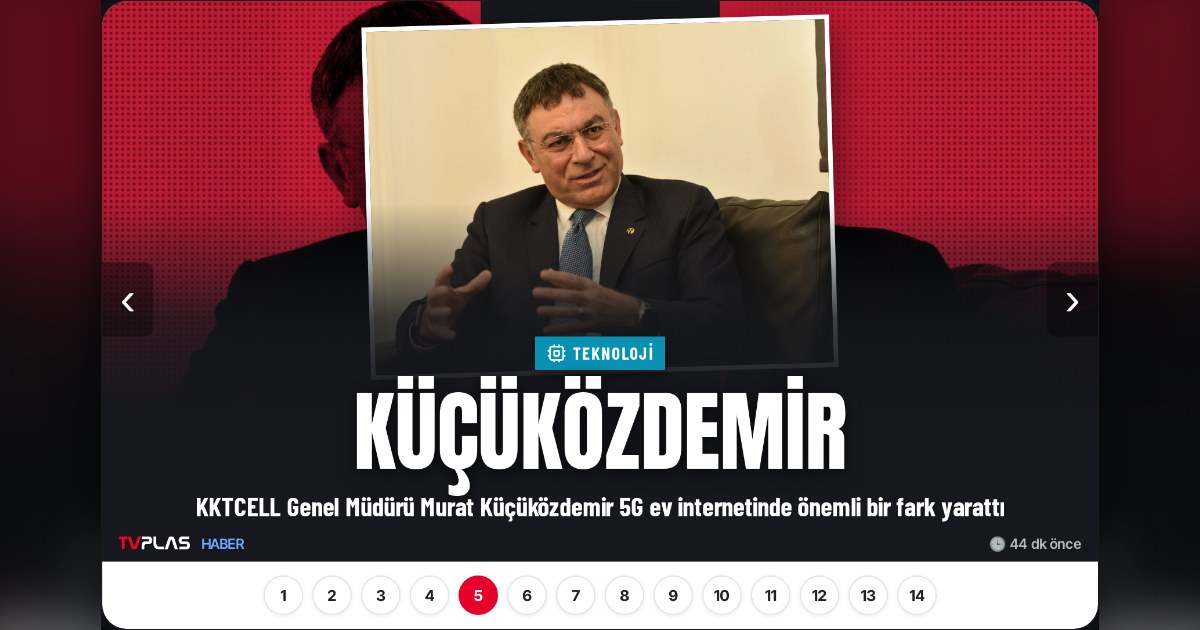 TEKNOLOJİ
KÜÇÜKÖZDEMİR
KKTCELL Genel Müdürü Murat Küçüközdemir 5G ev internetinde önemli bir fark yarattı
TVPLAS HABER
44 dk önce
1 2 3 4 5 6 7 8 9 10 11 12 13 14